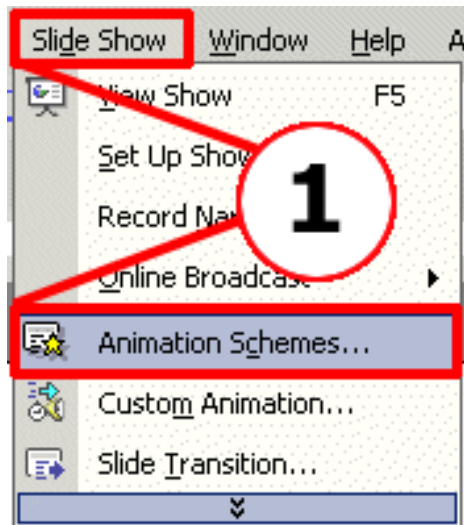 Slide Show Window Help
View Show F5
Set Up Show
Record
1
Online Broadcast
Animation Schemes...
Custom Animation...
Slide Transition...